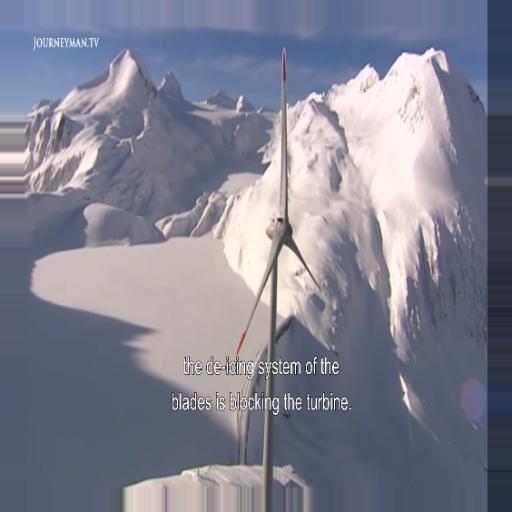 JOURNEYMAN.TV
the de-icing system of the
blades is blocking the turbine.